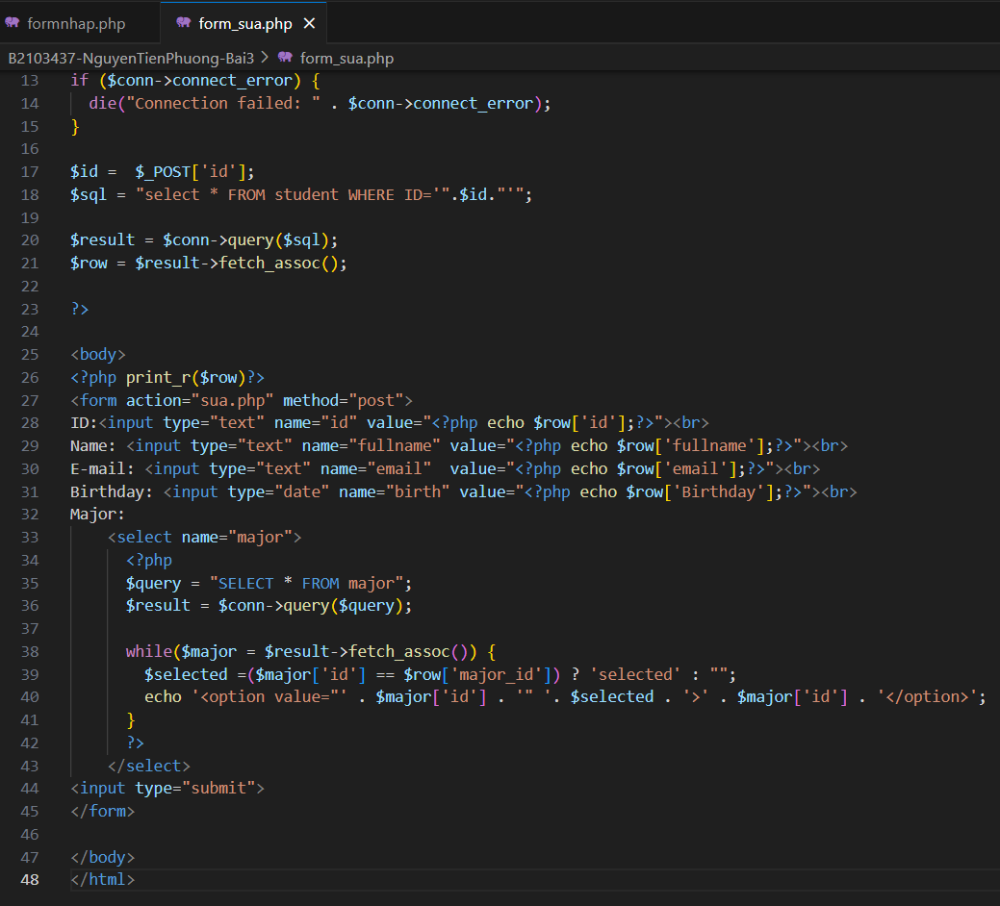 formnhap.php form_sua.php ×
B2103437-NguyenTienPhuong-Bai3 > form_sua.php
13 if ($conn->connect_error) {
14   die("Connection failed: " . $conn->connect_error);
15 }
16
17 $id =  $_POST['id'];
18 $sql = "select * FROM student WHERE ID='".$id."'";
19
20 $result = $conn->query($sql);
21 $row = $result->fetch_assoc();
22
23 ?>
24
25 <body>
26 <?php print_r($row)?>
27 <form action="sua.php" method="post">
28 ID:<input type="text" name="id" value="<?php echo $row['id'];?>"><br>
29 Name: <input type="text" name="fullname" value="<?php echo $row['fullname'];?>"><br>
30 E-mail: <input type="text" name="email"  value="<?php echo $row['email'];?>"><br>
31 Birthday: <input type="date" name="birth" value="<?php echo $row['Birthday'];?>"><br>
32 Major:
33     <select name="major">
34       <?php
35       $query = "SELECT * FROM major";
36       $result = $conn->query($query);
37
38       while($major = $result->fetch_assoc()) {
39         $selected =($major['id'] == $row['major_id']) ? 'selected' : "";
40         echo '<option value="' . $major['id'] . '" '. $selected . '>' . $major['id'] . '</option>';
41       }
42       ?>
43     </select>
44 <input type="submit">
45 </form>
46
47 </body>
48 </html>